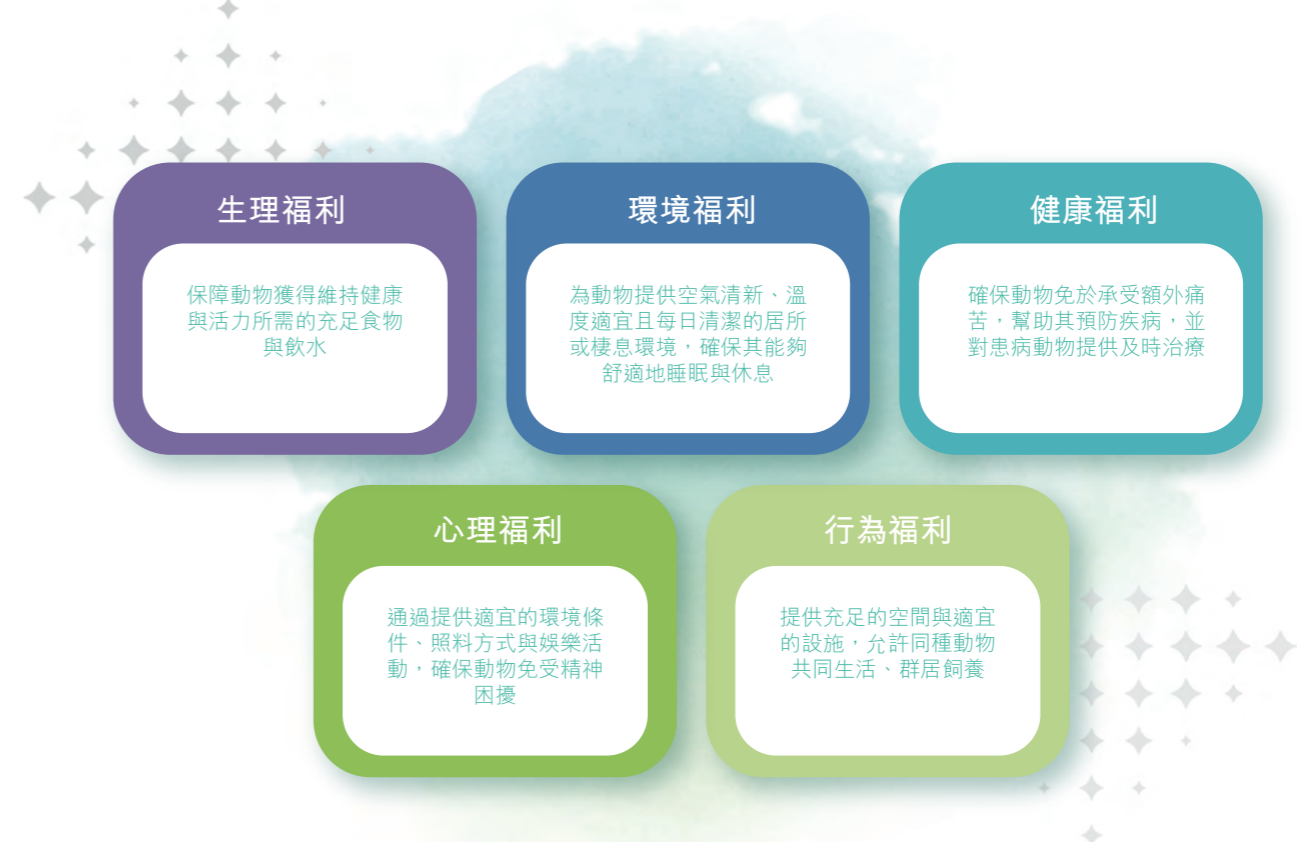 生理福利
保障動物獲得維持健康
與活力所需的充足食物
與飲水
環境福利
為動物提供空氣清新、溫
度適宜且每日清潔的居所
或棲息環境，確保其能夠
舒適地睡眠與休息
健康福利
確保動物免於承受額外痛
苦，幫助其預防疾病，並
對患病動物提供及時治療
心理福利
通過提供適宜的環境條
件、照料方式與娛樂活
動，確保動物免受精神
困擾
行為福利
提供充足的空間與適宜
的設施，允許同種動物
共同生活、群居飼養